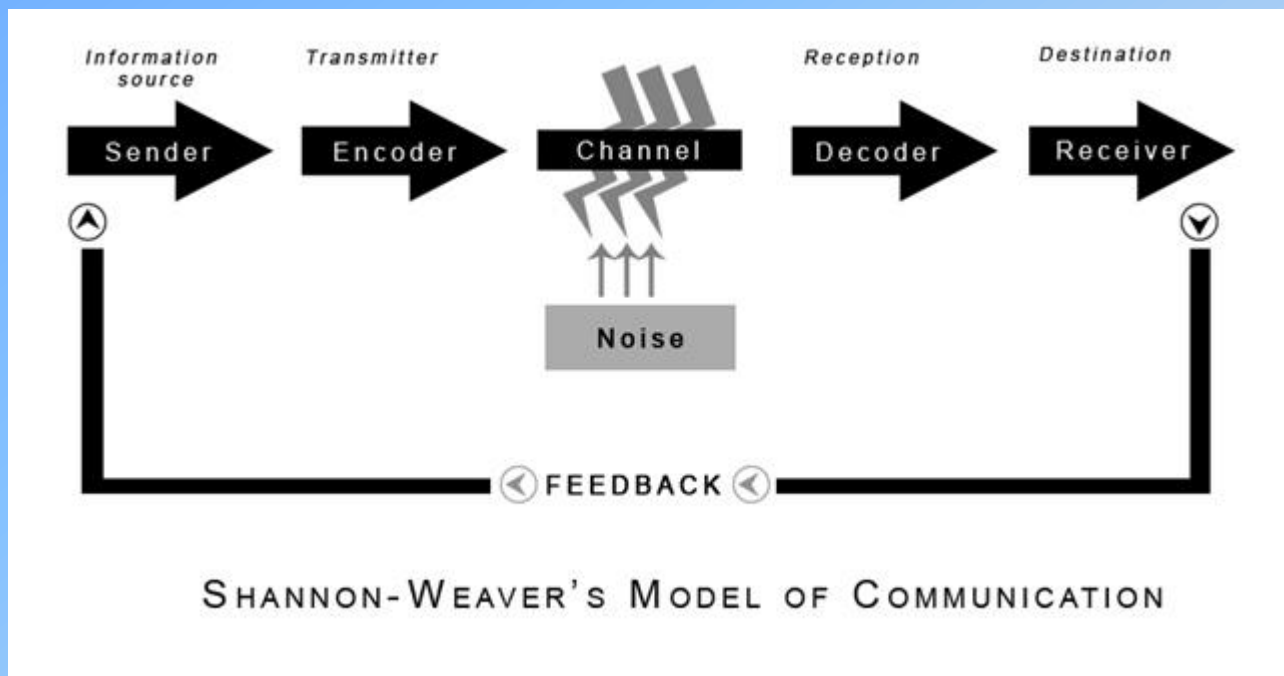 Information
source
Transmitter
Reception
Destination
Sender
Encoder
Channel
Decoder
Receiver
Noise
FEEDBACK
SHANNON-WEAVER'S MODEL OF COMMUNICATION